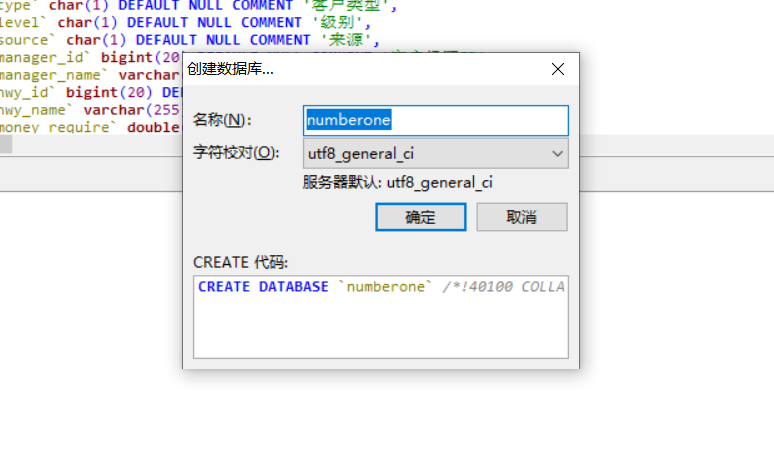 type` char(1) DEFAULT NULL COMMENT '客户类型',
level` char(1) DEFAULT NULL COMMENT '级别',
source` char(1) DEFAULT NULL COMMENT '来源',
manager_id` bigint(20)
manager_name` varchar
nwy_id` bigint(20) DE
nwy_name` varchar(255
money_require` double(
创建数据库...
名称(N):
numberone
字符校对(O):
utf8_general_ci
服务器默认: utf8_general_ci
确定
取消
CREATE 代码:
CREATE DATABASE `numberone` /*!40100 COLLA